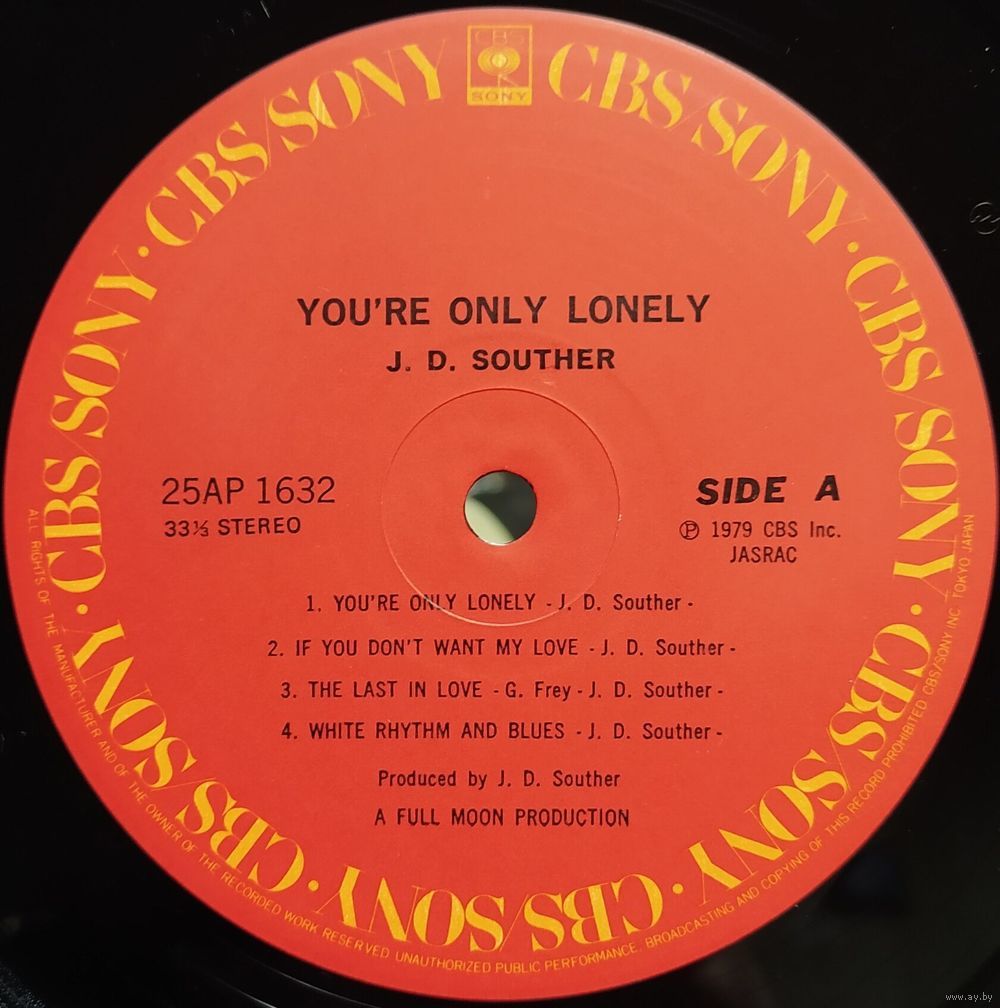 CBS
SONY
CBS/SONY · CBS/SONY · CBS/SONY · CBS/SONY · CBS/SONY · CBS/SONY · CBS/SONY
YOU'RE ONLY LONELY
J. D. SOUTHER
25AP 1632
33⅓ STEREO
SIDE A
Ⓟ 1979 CBS Inc.
JASRAC
1. YOU'RE ONLY LONELY - J. D. Souther -
2. IF YOU DON'T WANT MY LOVE - J. D. Souther -
3. THE LAST IN LOVE - G. Frey - J. D. Souther -
4. WHITE RHYTHM AND BLUES - J. D. Souther -
Produced by J. D. Souther
A FULL MOON PRODUCTION
ALL RIGHTS OF THE MANUFACTURER AND OF THE OWNER OF THE RECORDED WORK RESERVED UNAUTHORIZED PUBLIC PERFORMANCE. BROADCASTING AND COPYING OF THIS RECORD PROHIBITED CBS/SONY INC. TOKYO JAPAN
www.ay.by